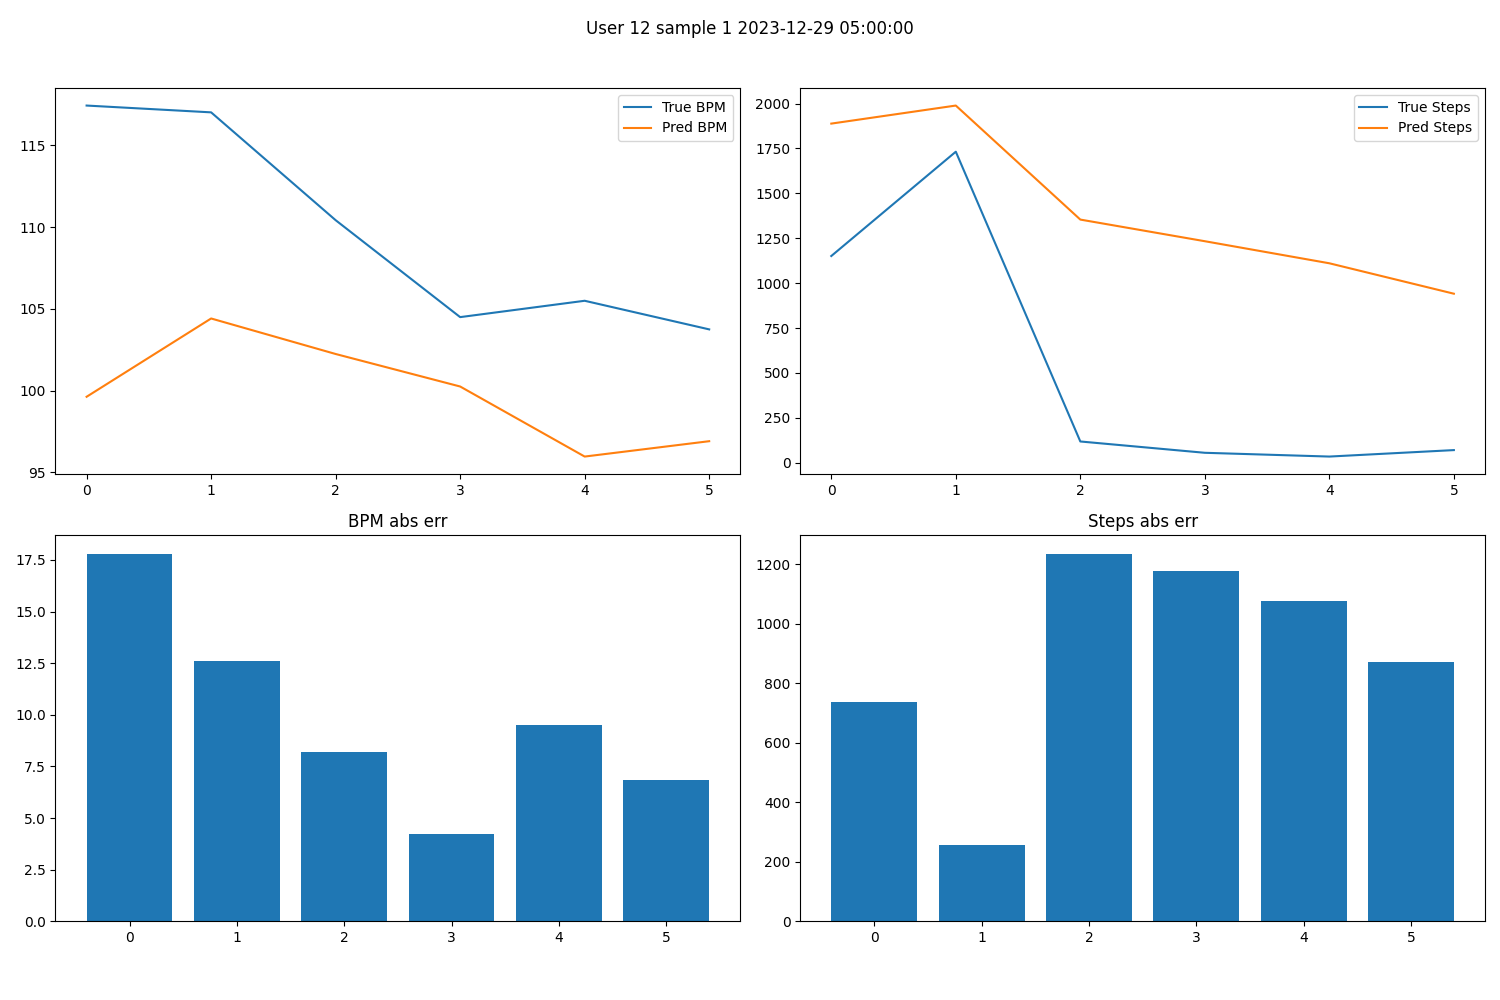 User 12 sample 1 2023-12-29 05:00:00
True BPM
Pred BPM
115
110
105
100
95
0 1 2 3 4 5
True Steps
Pred Steps
2000
1750
1500
1250
1000
750
500
250
0
0 1 2 3 4 5
BPM abs err
17.5
15.0
12.5
10.0
7.5
5.0
2.5
0.0
0 1 2 3 4 5
Steps abs err
1200
1000
800
600
400
200
0
0 1 2 3 4 5